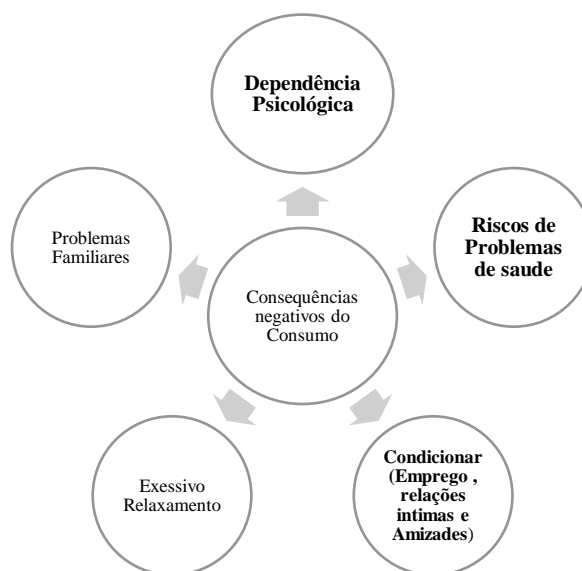 Dependência
Psicológica
Problemas
Familiares
Riscos de
Problemas
de saude
Consequências
negativos do
Consumo
Exessivo
Relaxamento
Condicionar
(Emprego ,
relações
intimas e
Amizades)